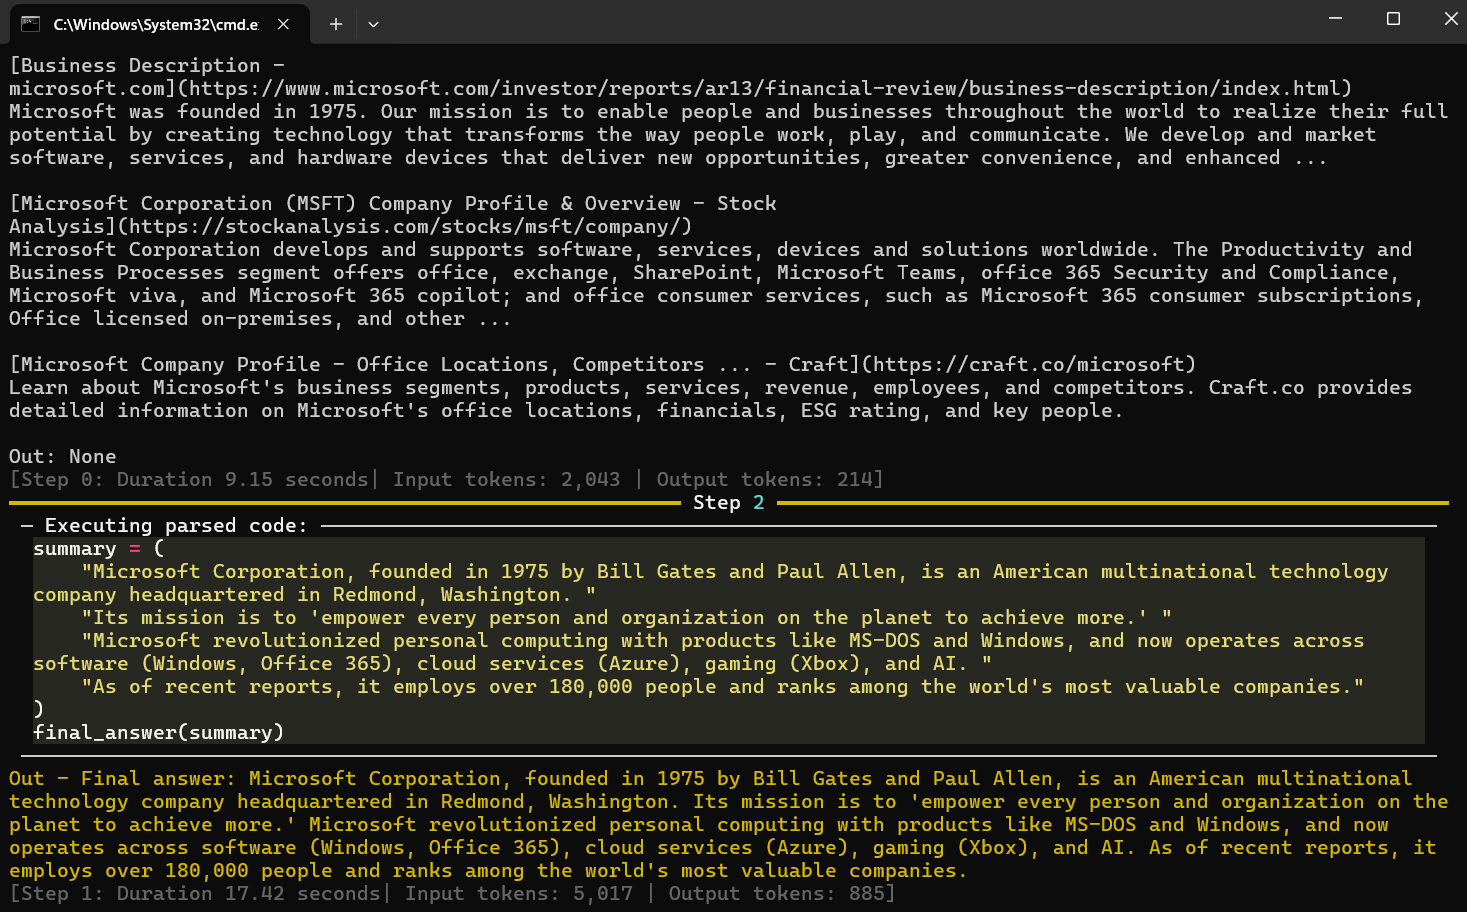 C:\Windows\System32\cmd.e
[Business Description -
microsoft.com](https://www.microsoft.com/investor/reports/ar13/financial-review/business-description/index.html)
Microsoft was founded in 1975. Our mission is to enable people and businesses throughout the world to realize their full
potential by creating technology that transforms the way people work, play, and communicate. We develop and market
software, services, and hardware devices that deliver new opportunities, greater convenience, and enhanced ...
[Microsoft Corporation (MSFT) Company Profile & Overview - Stock
Analysis](https://stockanalysis.com/stocks/msft/company/)
Microsoft Corporation develops and supports software, services, devices and solutions worldwide. The Productivity and
Business Processes segment offers office, exchange, SharePoint, Microsoft Teams, office 365 Security and Compliance,
Microsoft viva, and Microsoft 365 copilot; and office consumer services, such as Microsoft 365 consumer subscriptions,
Office licensed on-premises, and other ...
[Microsoft Company Profile - Office Locations, Competitors ... - Craft](https://craft.co/microsoft)
Learn about Microsoft's business segments, products, services, revenue, employees, and competitors. Craft.co provides
detailed information on Microsoft's office locations, financials, ESG rating, and key people.
Out: None
[Step 0: Duration 9.15 seconds| Input tokens: 2,043 | Output tokens: 214]
Step 2
Executing parsed code:
summary = (
"Microsoft Corporation, founded in 1975 by Bill Gates and Paul Allen, is an American multinational technology
company headquartered in Redmond, Washington. "
"Its mission is to 'empower every person and organization on the planet to achieve more.' "
"Microsoft revolutionized personal computing with products like MS-DOS and Windows, and now operates across
software (Windows, Office 365), cloud services (Azure), gaming (Xbox), and AI. "
"As of recent reports, it employs over 180,000 people and ranks among the world's most valuable companies."
)
final_answer(summary)
Out - Final answer: Microsoft Corporation, founded in 1975 by Bill Gates and Paul Allen, is an American multinational
technology company headquartered in Redmond, Washington. Its mission is to 'empower every person and organization on the
planet to achieve more.' Microsoft revolutionized personal computing with products like MS-DOS and Windows, and now
operates across software (Windows, Office 365), cloud services (Azure), gaming (Xbox), and AI. As of recent reports, it
employs over 180,000 people and ranks among the world's most valuable companies.
[Step 1: Duration 17.42 seconds| Input tokens: 5,017 | Output tokens: 885]